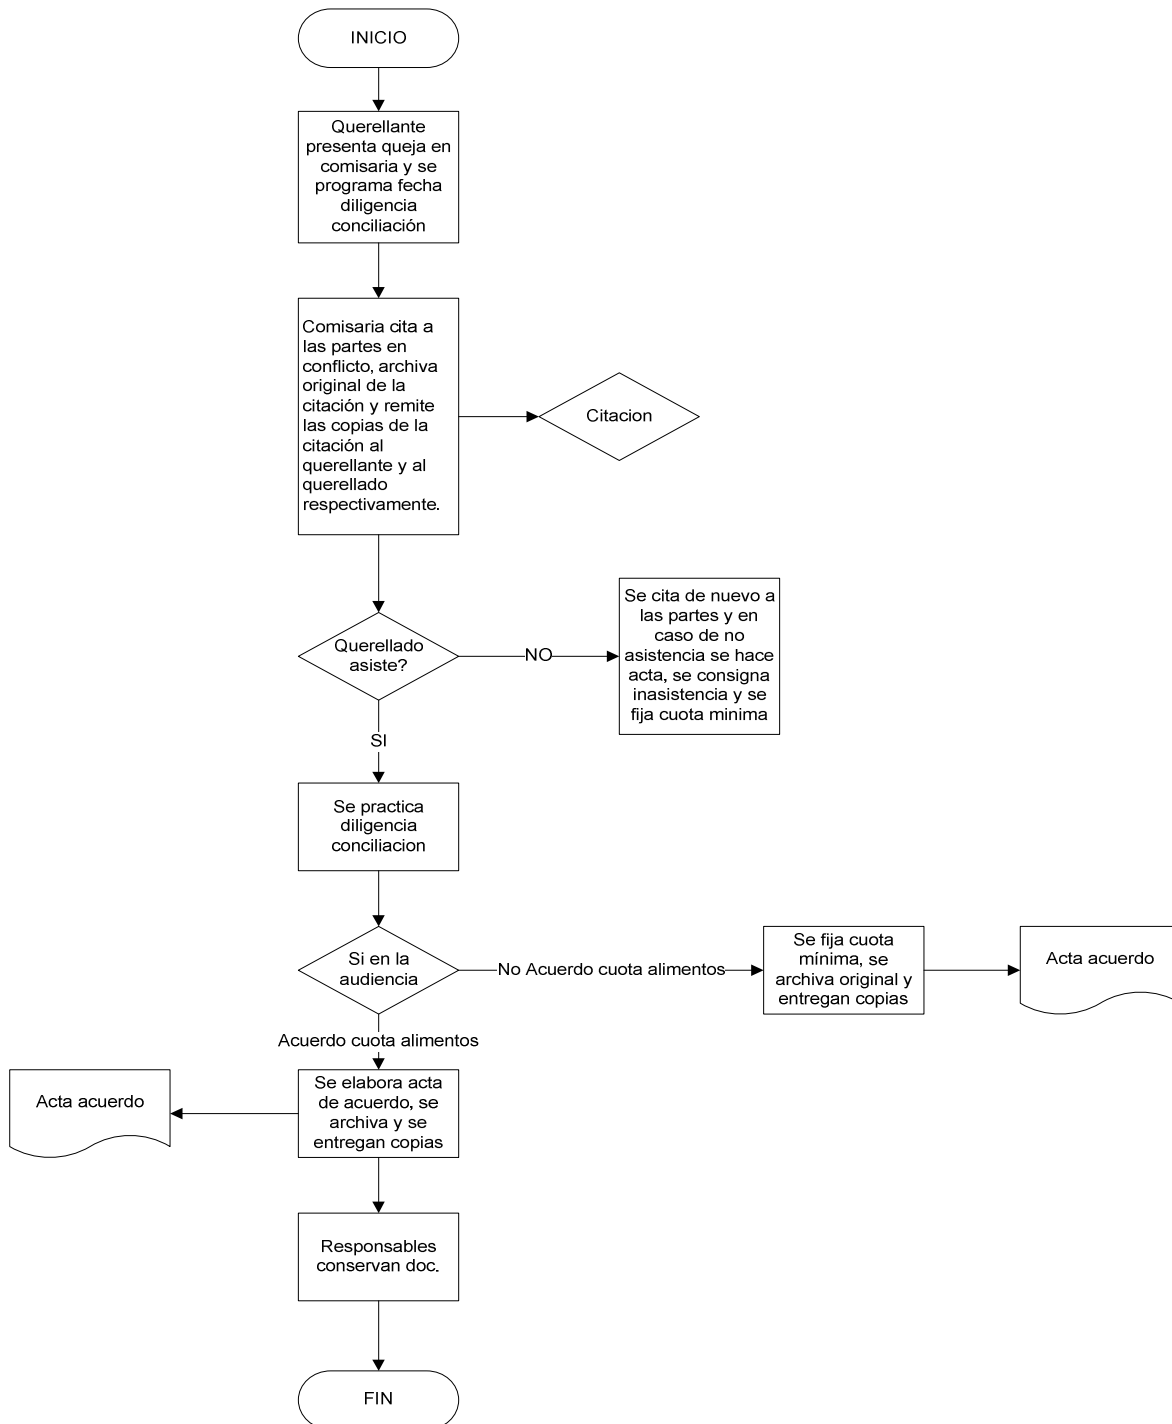 INICIO
Querellante
presenta queja en
comisaria y se
programa fecha
diligencia
conciliación
Comisaria cita a
las partes en
conflicto, archiva
original de la
citación y remite
las copias de la
citación al
querellante y al
querellado
respectivamente.
Citacion
Querellado
asiste?
NO
Se cita de nuevo a
las partes y en
caso de no
asistencia se hace
acta, se consigna
inasistencia y se
fija cuota minima
SI
Se practica
diligencia
conciliacion
Si en la
audiencia
No Acuerdo cuota alimentos
Se fija cuota
mínima, se
archiva original y
entregan copias
Acta acuerdo
Acuerdo cuota alimentos
Se elabora acta
de acuerdo, se
archiva y se
entregan copias
Acta acuerdo
Responsables
conservan doc.
FIN